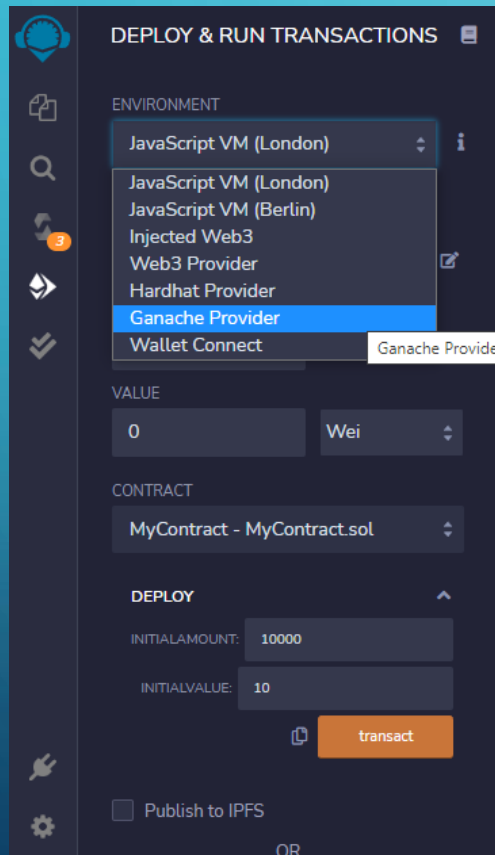 DEPLOY & RUN TRANSACTIONS
ENVIRONMENT
JavaScript VM (London)
JavaScript VM (London)
JavaScript VM (Berlin)
Injected Web3
3
Web3 Provider
Hardhat Provider
Ganache Provider
Wallet Connect
Ganache Provide
VALUE
0 Wei
CONTRACT
MyContract - MyContract.sol
DEPLOY
INITIALAMOUNT: 10000
INITIALVALUE: 10
transact
Publish to IPFS
OR